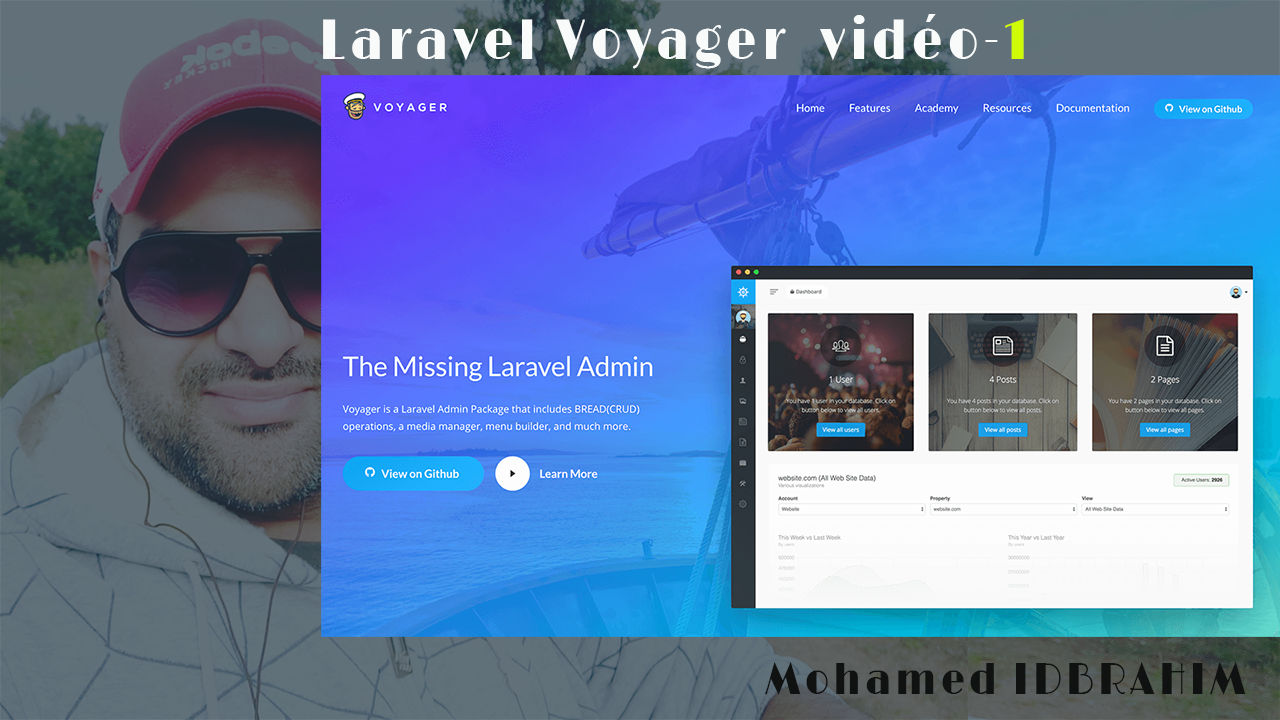 Laravel Voyager vidéo-1
Reebok
HOCKEY
VOYAGER
Home Features Academy Resources Documentation View on Github
The Missing Laravel Admin
Voyager is a Laravel Admin Package that includes BREAD(CRUD)
operations, a media manager, menu builder, and much more.
View on Github Learn More
Dashboard
1 User
You have 1 user in your database. Click on
button below to view all users.
View all users
4 Posts
You have 4 posts in your database. Click on
button below to view all posts.
View all posts
2 Pages
You have 2 pages in your database. Click on
button below to view all pages.
View all pages
website.com (All Web Site Data)
Various visualizations
Active Users: 2926
Account Property View
Website website.com All Web Site Data
This Week vs Last Week
By users
This Year vs Last Year
By users
Mohamed IDBRAHIM